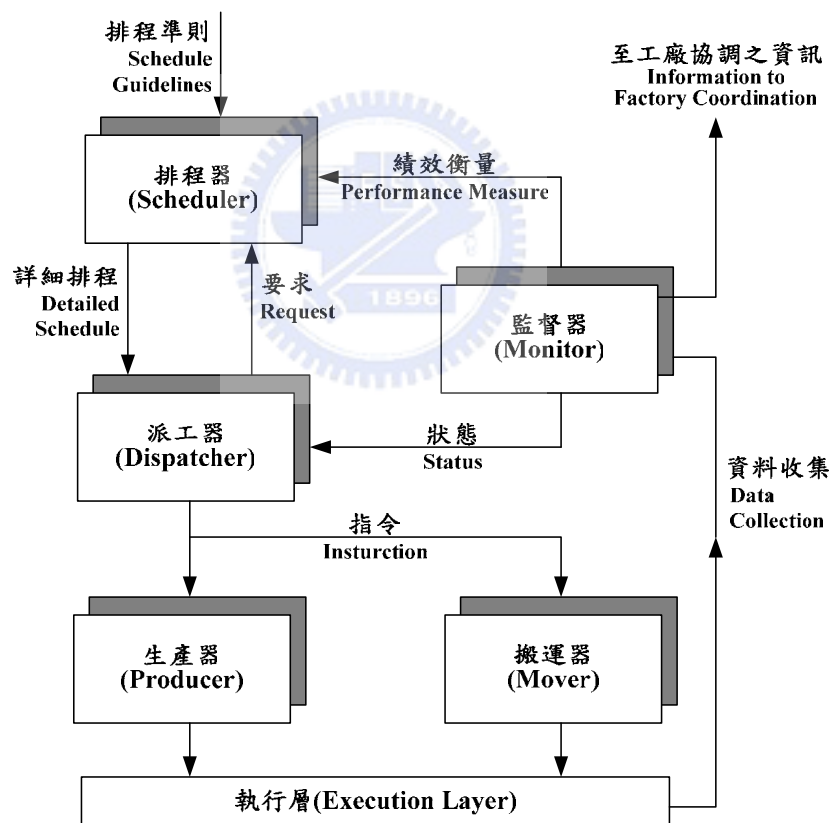 排程準則
Schedule
Guidelines
至工廠協調之資訊
Information to
Factory Coordination
排程器
(Scheduler)
績效衡量
Performance Measure
詳細排程
Detailed
Schedule
要求
Request
1896
監督器
(Monitor)
派工器
(Dispatcher)
狀態
Status
資料收集
Data
Collection
指令
Insturction
生產器
(Producer)
搬運器
(Mover)
執行層(Execution Layer)